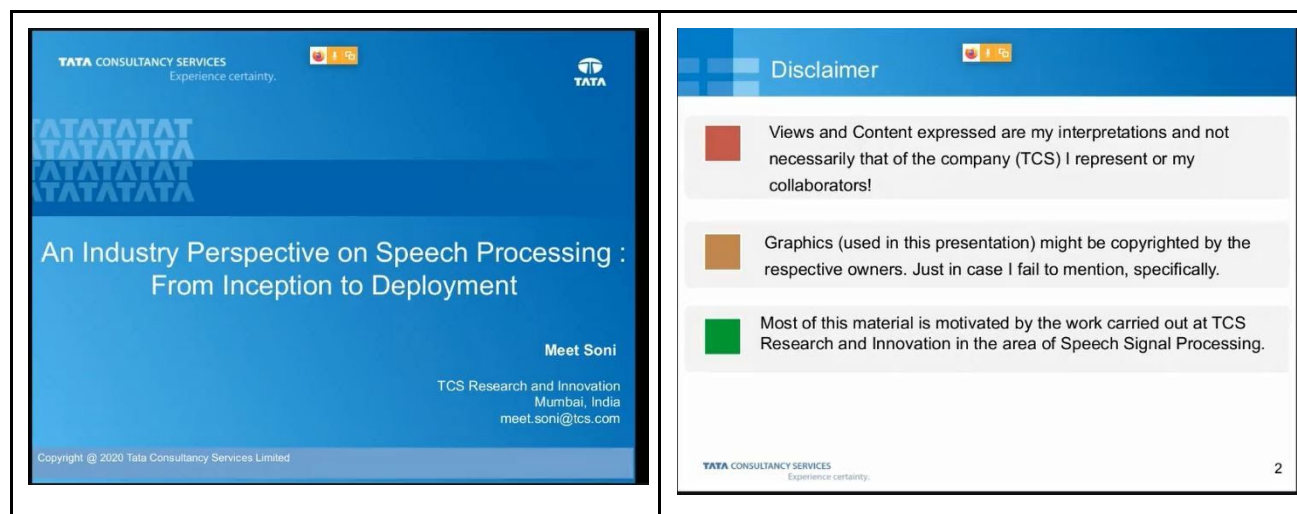 TATA CONSULTANCY SERVICES
Experience certainty.
TATA
ATATATAT
TATATATA
ATATATAT
TATATATA
An Industry Perspective on Speech Processing :
From Inception to Deployment
Meet Soni
TCS Research and Innovation
Mumbai, India
meet.soni@tcs.com
Copyright @ 2020 Tata Consultancy Services Limited
Disclaimer
Views and Content expressed are my interpretations and not
necessarily that of the company (TCS) I represent or my
collaborators!
Graphics (used in this presentation) might be copyrighted by the
respective owners. Just in case I fail to mention, specifically.
Most of this material is motivated by the work carried out at TCS
Research and Innovation in the area of Speech Signal Processing.
TATA CONSULTANCY SERVICES
Experience certainty.
2